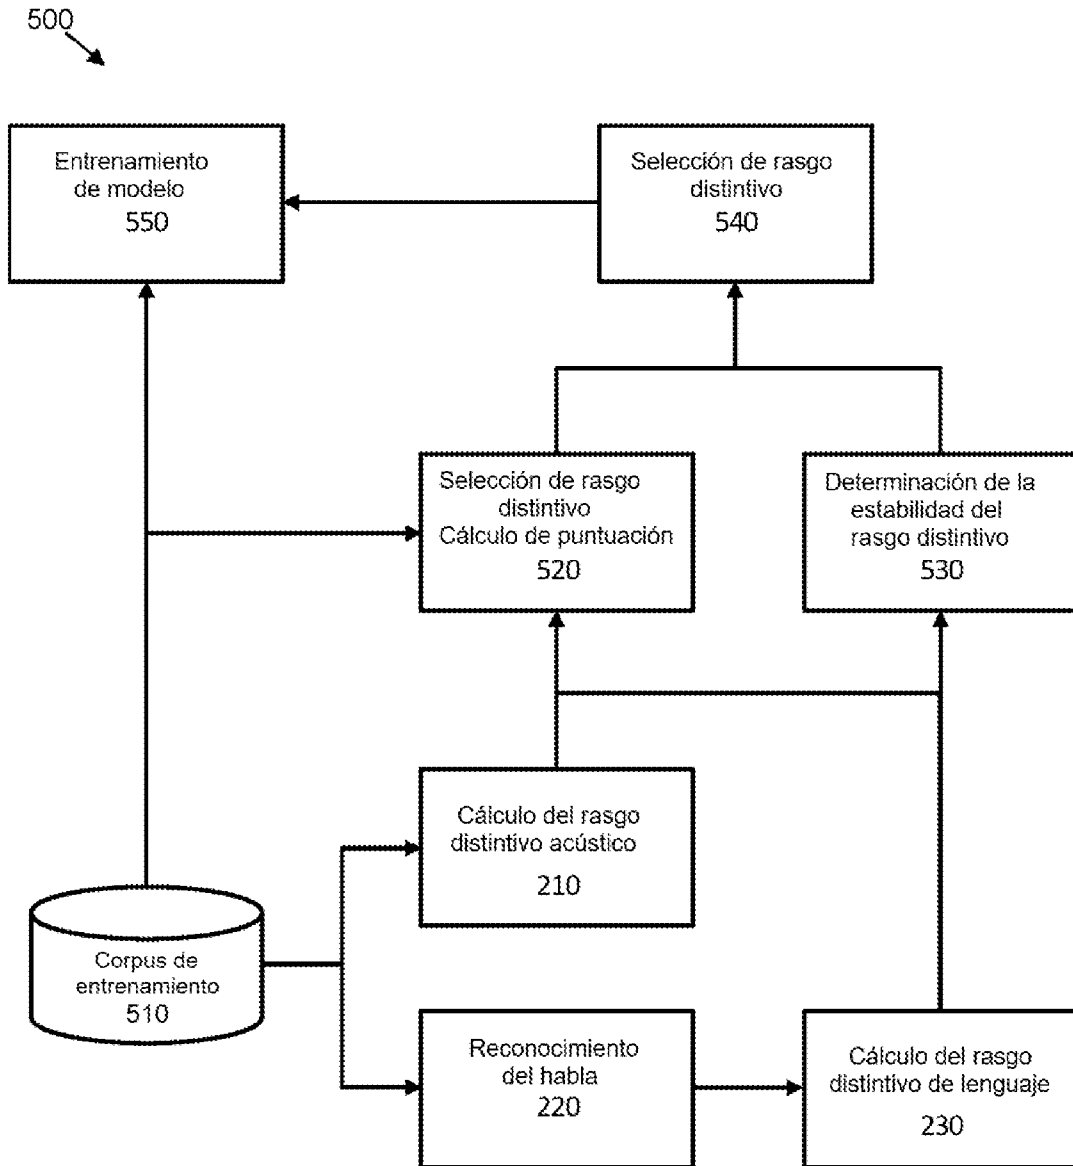 500
Entrenamiento
de modelo
550
Selección de rasgo
distintivo
540
Selección de rasgo
distintivo
Cálculo de puntuación
520
Determinación de la
estabilidad del
rasgo distintivo
530
Cálculo del rasgo
distintivo acústico
210
Corpus de
entrenamiento
510
Reconocimiento
del habla
220
Cálculo del rasgo
distintivo de lenguaje
230